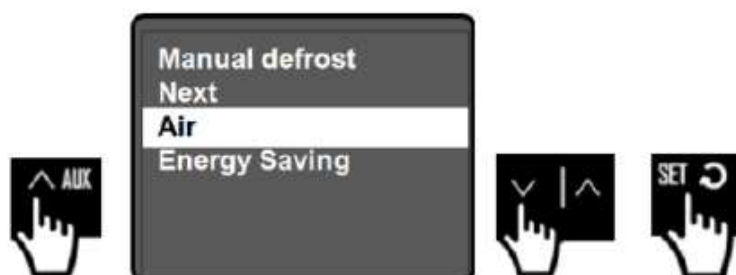 Manual defrost
Next
Air
Energy Saving
AUX
SET